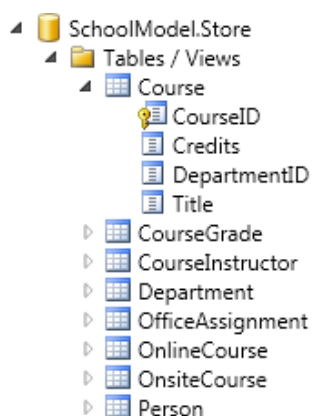 SchoolModel.Store
Tables / Views
Course
CourseID
Credits
DepartmentID
Title
CourseGrade
CourseInstructor
Department
OfficeAssignment
OnlineCourse
OnsiteCourse
Person